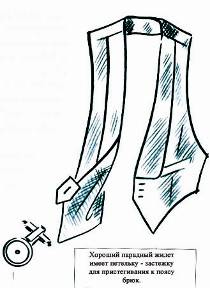 Хороший парадный жилет
имеет петельку - застежку
для пристегивания к поясу
брюк.